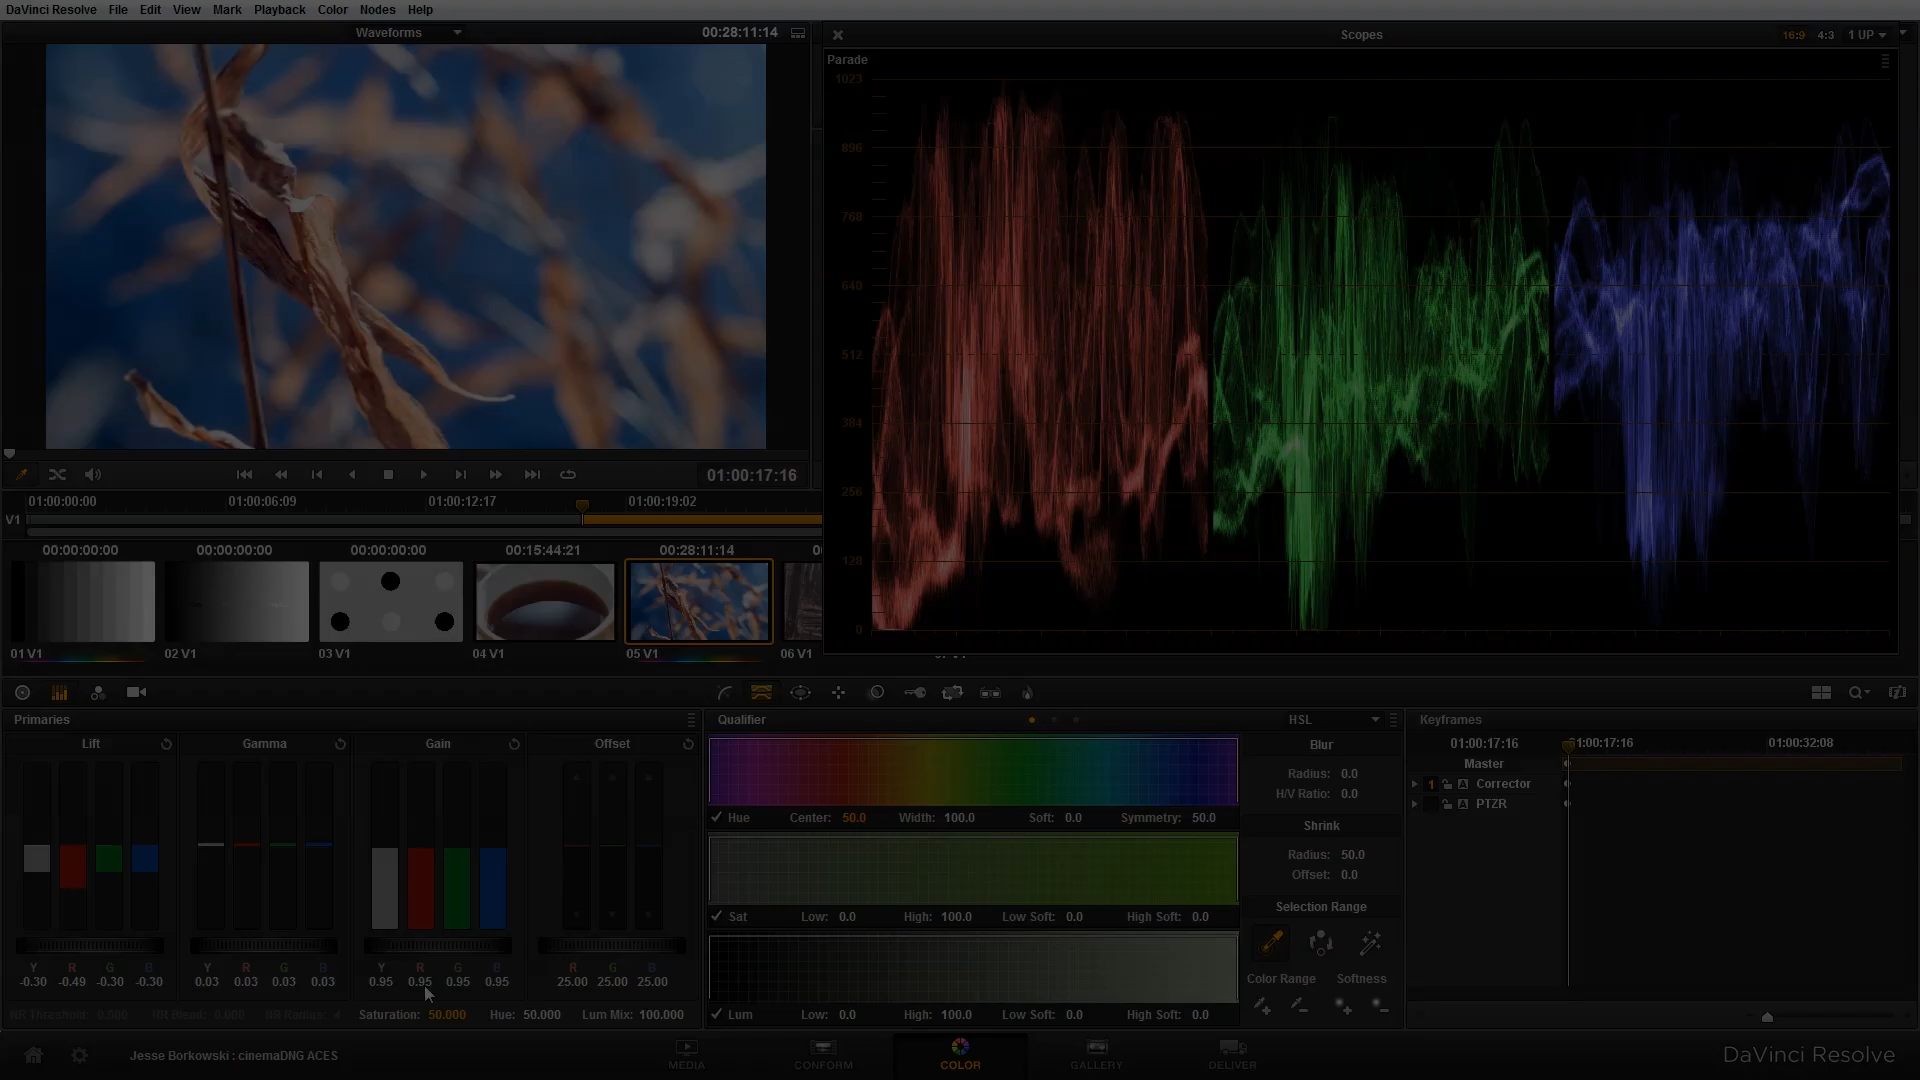 DaVinci Resolve File Edit View Mark Playback Color Nodes Help
Waveforms 00:28:11:14
Scopes 16:9 4:3 1 UP
Parade
1023
896
768
640
512
384
256
128
0
01:00:17:16
01:00:00:00 01:00:06:09 01:00:12:17 01:00:19:02
V1
00:00:00:00 00:00:00:00 00:00:00:00 00:15:44:21 00:28:11:14
01 V1 02 V1 03 V1 04 V1 05 V1 06 V1
Primaries
Lift Gamma Gain Offset
Y R G B Y R G B Y R G B R G B
-0.30 -0.49 -0.30 -0.30 0.03 0.03 0.03 0.03 0.95 0.95 0.95 0.95 25.00 25.00 25.00
NR Threshold: 0.000 NR Blend: 0.000 NR Radius: Saturation: 50.000 Hue: 50.000 Lum Mix: 100.000
Qualifier HSL
Hue Center: 50.0 Width: 100.0 Soft: 0.0 Symmetry: 50.0
Sat Low: 0.0 High: 100.0 Low Soft: 0.0 High Soft: 0.0
Lum Low: 0.0 High: 100.0 Low Soft: 0.0 High Soft: 0.0
Blur
Radius: 0.0
H/V Ratio: 0.0
Shrink
Radius: 50.0
Offset: 0.0
Selection Range
Color Range Softness
Keyframes
01:00:17:16 01:00:17:16 01:00:32:08
Master
1 A Corrector
A PTZR
Jesse Borkowski : cinemaDNG ACES
MEDIA CONFORM COLOR GALLERY DELIVER
DaVinci Resolve